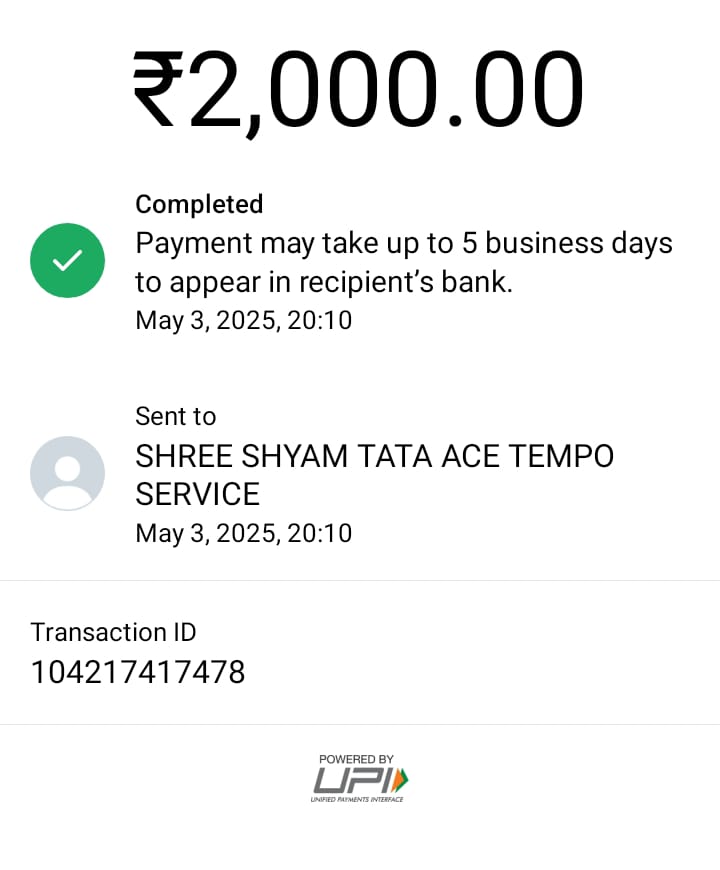 ₹2,000.00
Completed
Payment may take up to 5 business days
to appear in recipient’s bank.
May 3, 2025, 20:10
Sent to
SHREE SHYAM TATA ACE TEMPO
SERVICE
May 3, 2025, 20:10
Transaction ID
104217417478
POWERED BY
UPI
UNIFIED PAYMENTS INTERFACE